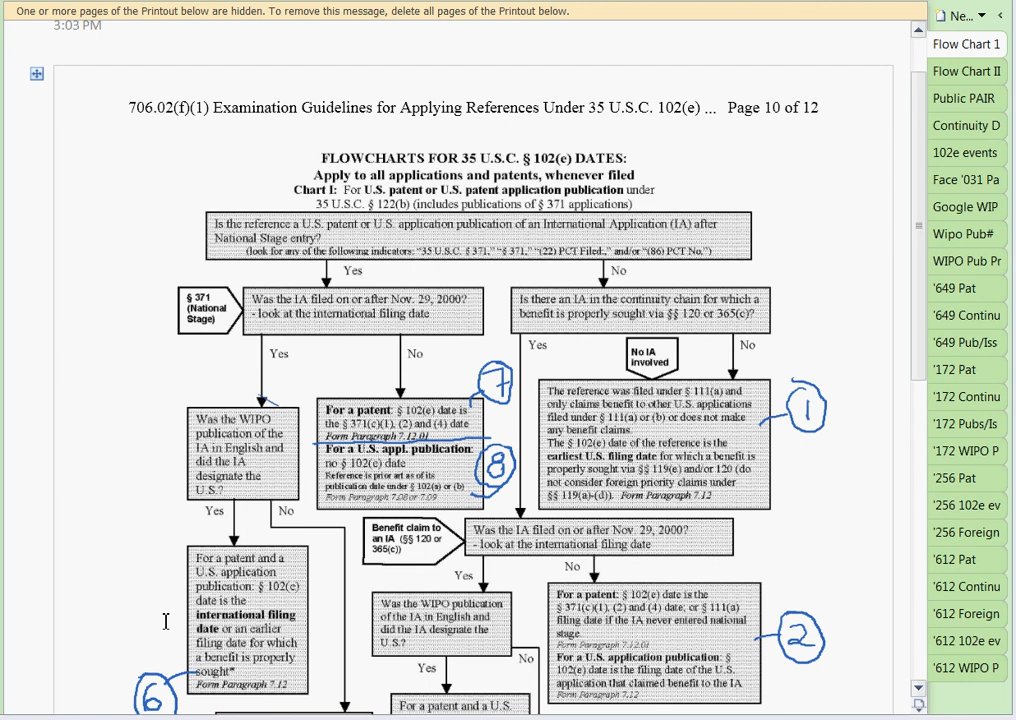 One or more pages of the Printout below are hidden. To remove this message, delete all pages of the Printout below.
3:03 PM
706.02(f)(1) Examination Guidelines for Applying References Under 35 U.S.C. 102(e) ... Page 10 of 12
FLOWCHARTS FOR 35 U.S.C. § 102(e) DATES:
Apply to all applications and patents, whenever filed
Chart I: For U.S. patent or U.S. patent application publication under
35 U.S.C. § 122(b) (includes publications of § 371 applications)
Is the reference a U.S. patent or U.S. application publication of an International Application (IA) after
National Stage entry?
(look for any of the following indicators: "35 U.S.C. § 371," "§ 371," "(22) PCT Filed:," and/or "(86) PCT No.")
Yes
No
§ 371
(National
Stage)
Was the IA filed on or after Nov. 29, 2000?
- look at the international filing date
Is there an IA in the continuity chain for which a
benefit is properly sought via §§ 120 or 365(c)?
Yes
No
Yes
No IA
involved
No
7
For a patent: § 102(e) date is
the § 371(c)(1), (2) and (4) date
Form Paragraph 7.12.01
For a U.S. appl. publication:
no § 102(e) date
Reference is prior art as of its
publication date under § 102(a) or (b)
Form Paragraph 7.08 or 7.09
8
The reference was filed under § 111(a) and
only claims benefit to other U.S. applications
filed under § 111(a) or (b) or does not make
any benefit claims.
The § 102(e) date of the reference is the
earliest U.S. filing date for which a benefit is
properly sought via §§ 119(e) and/or 120 (do
not consider foreign priority claims under
§§ 119(a)-(d)). Form Paragraph 7.12
1
Was the WIPO
publication of the
IA in English and
did the IA
designate the
U.S.?
Yes
No
Benefit claim to
an IA (§§ 120 or
365(c))
Was the IA filed on or after Nov. 29, 2000?
- look at the international filing date
Yes
No
For a patent and a
U.S. application
publication: § 102(e)
date is the
international filing
date or an earlier
filing date for which
a benefit is properly
sought*
Form Paragraph 7.12
6
Was the WIPO publication
of the IA in English and
did the IA designate the
U.S.?
Yes
No
For a patent: § 102(e) date is the
§ 371(c)(1), (2) and (4) date; or § 111(a)
filing date if the IA never entered national
stage.
Form Paragraph 7.12.01
For a U.S. application publication: §
102(e) date is the filing date of the U.S.
application that claimed benefit to the IA
Form Paragraph 7.12
2
For a patent and a U.S.
Ne...
Flow Chart 1
Flow Chart II
Public PAIR
Continuity D
102e events
Face '031 Pa
Google WIP
Wipo Pub#
WIPO Pub Pr
'649 Pat
'649 Continu
'649 Pub/Iss
'172 Pat
'172 Continu
'172 Pubs/Is
'172 WIPO P
'256 Pat
'256 102e ev
'256 Foreign
'612 Pat
'612 Continu
'612 Foreign
'612 102e ev
'612 WIPO P